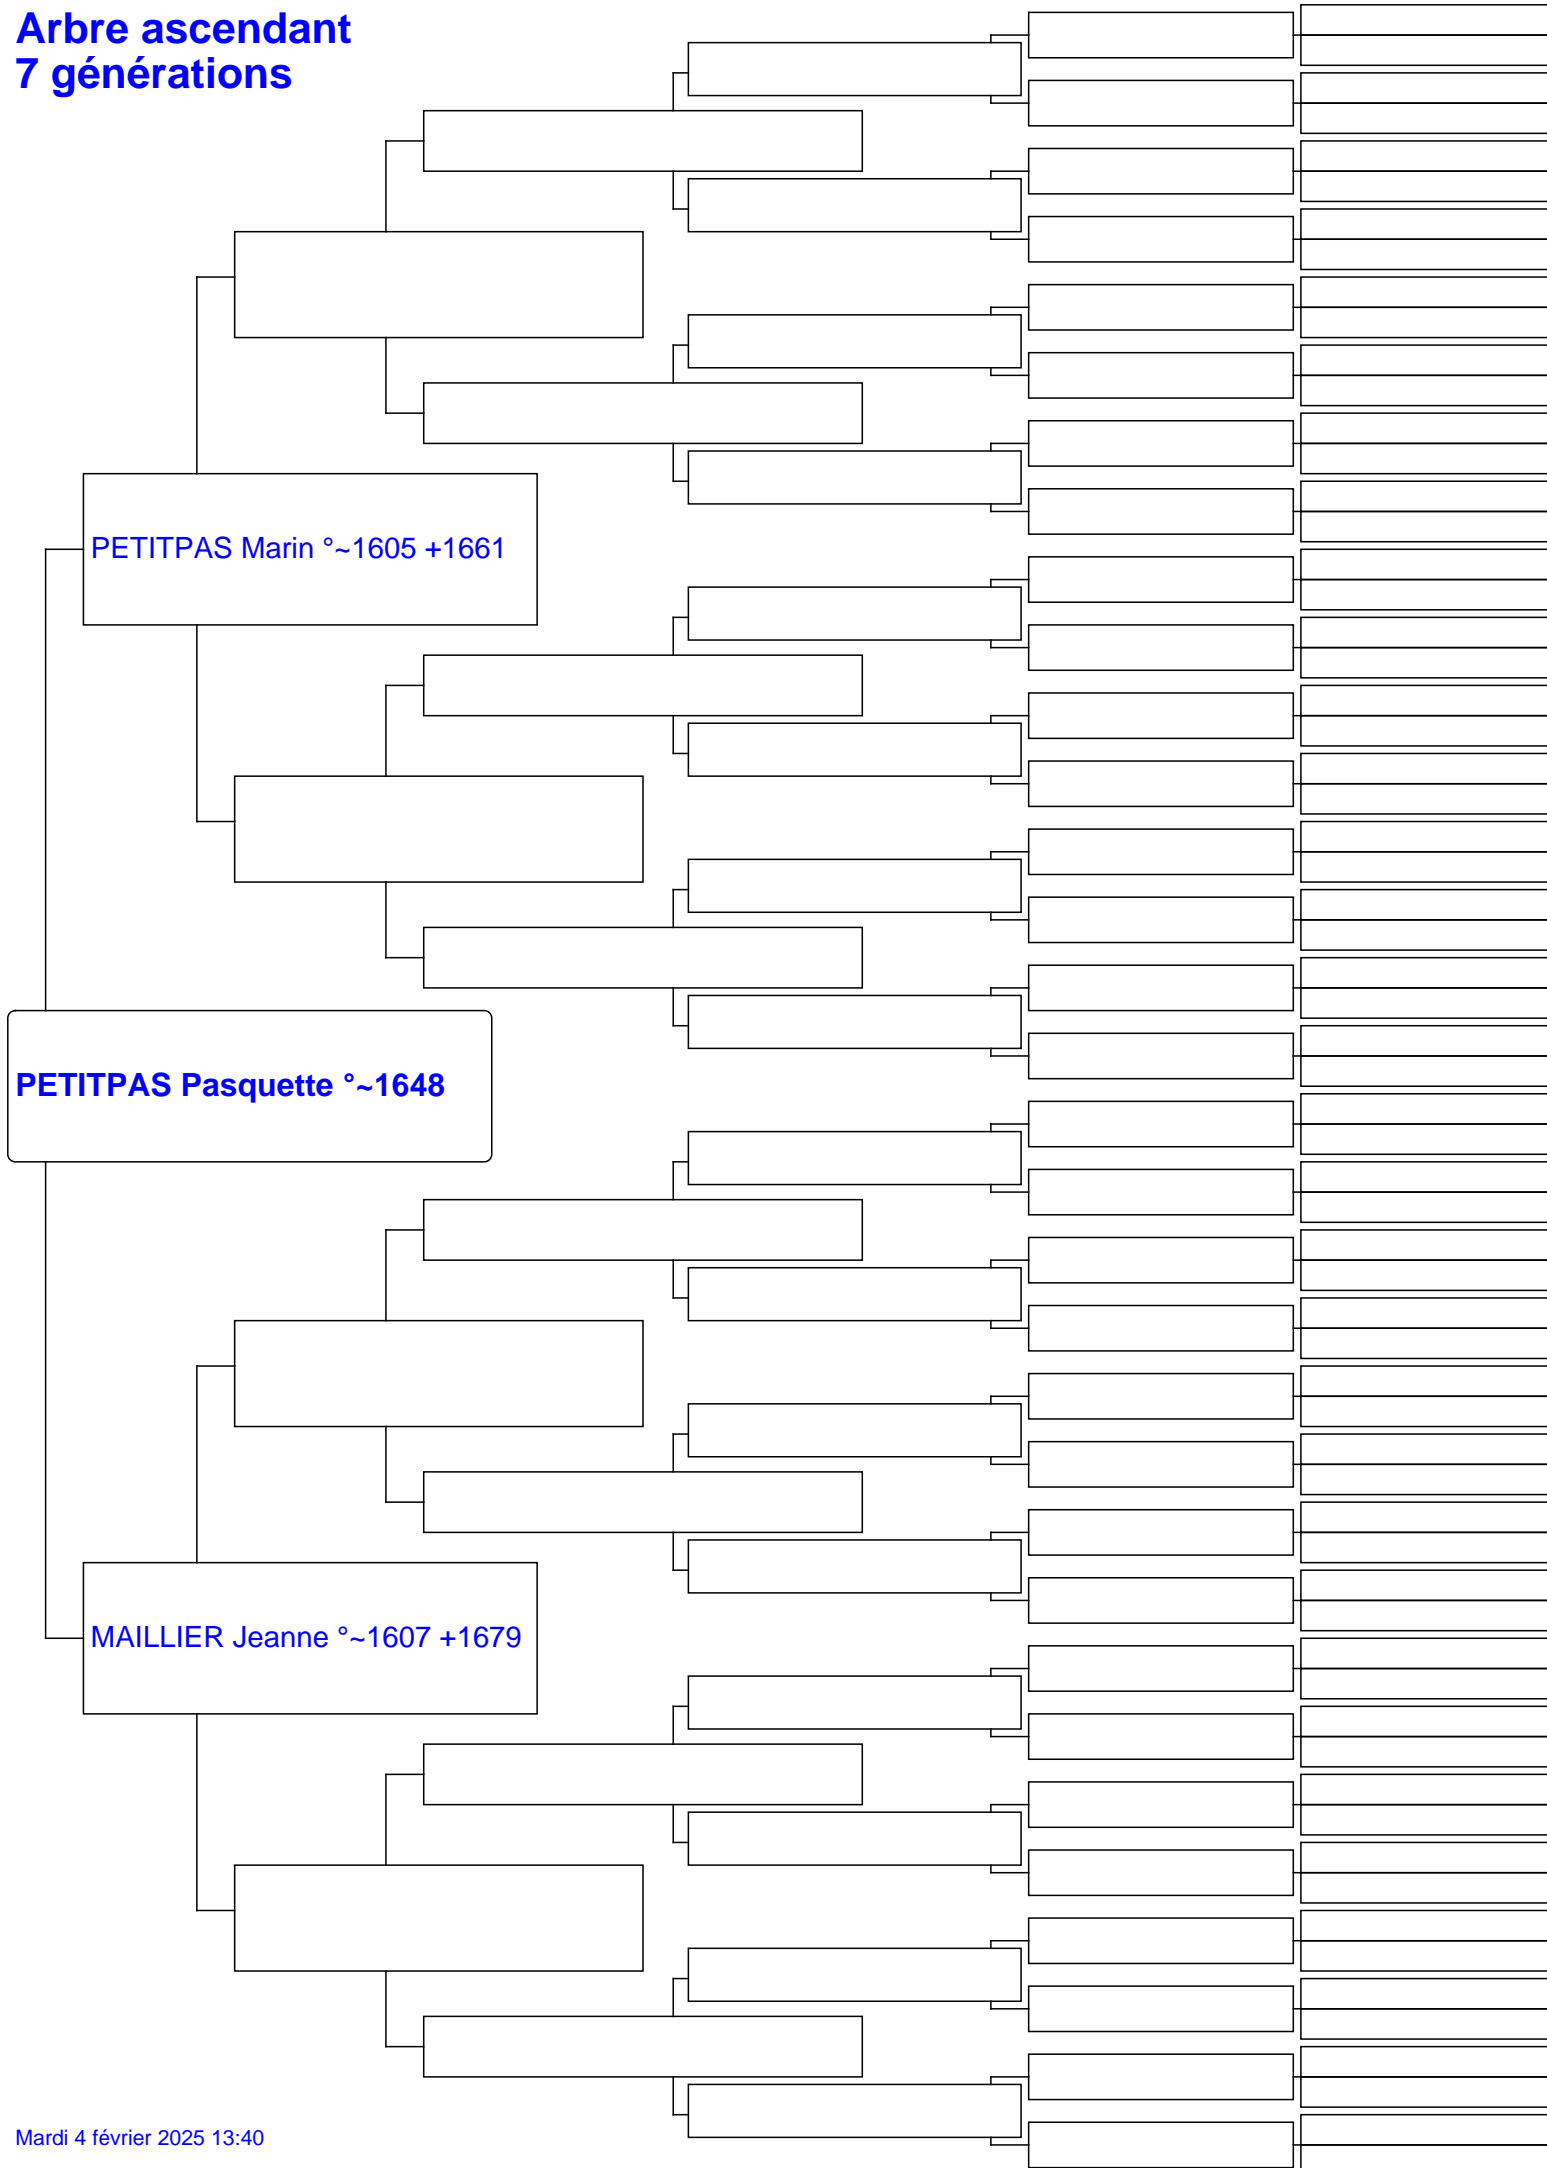 Arbre ascendant
7 générations
PETITPAS Marin °~1605 +1661
PETITPAS Pasquette °~1648
MAILLIER Jeanne °~1607 +1679
Mardi 4 février 2025 13:40